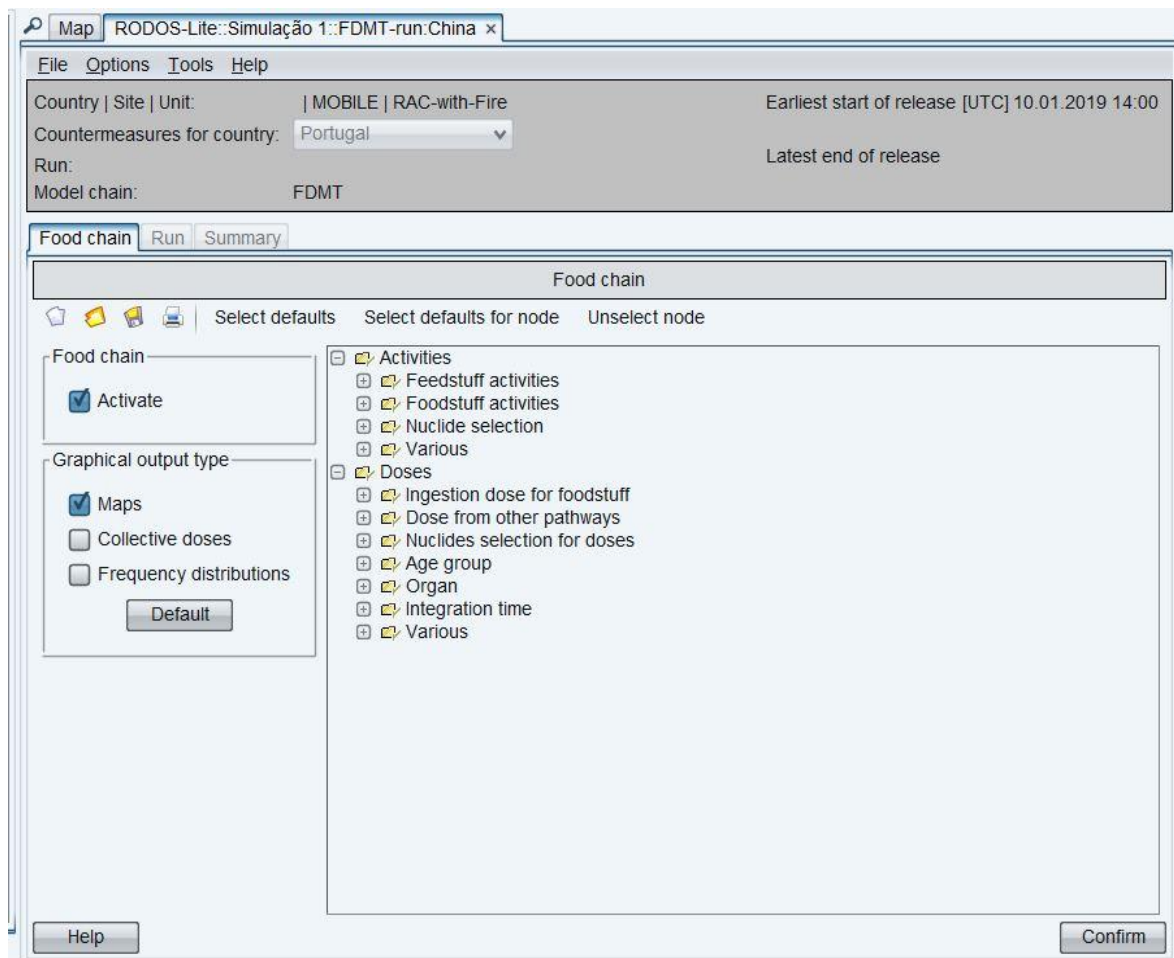 Map RODOS-Lite::Simulação 1::FDMT-run:China ×
File Options Tools Help
Country | Site | Unit: | MOBILE | RAC-with-Fire Earliest start of release [UTC] 10.01.2019 14:00
Countermeasures for country: Portugal
Latest end of release
Run:
Model chain: FDMT
Food chain Run Summary
Food chain
Select defaults Select defaults for node Unselect node
Food chain
Activate
Graphical output type
Maps
Collective doses
Frequency distributions
Default
Activities
Feedstuff activities
Foodstuff activities
Nuclide selection
Various
Doses
Ingestion dose for foodstuff
Dose from other pathways
Nuclides selection for doses
Age group
Organ
Integration time
Various
Help Confirm